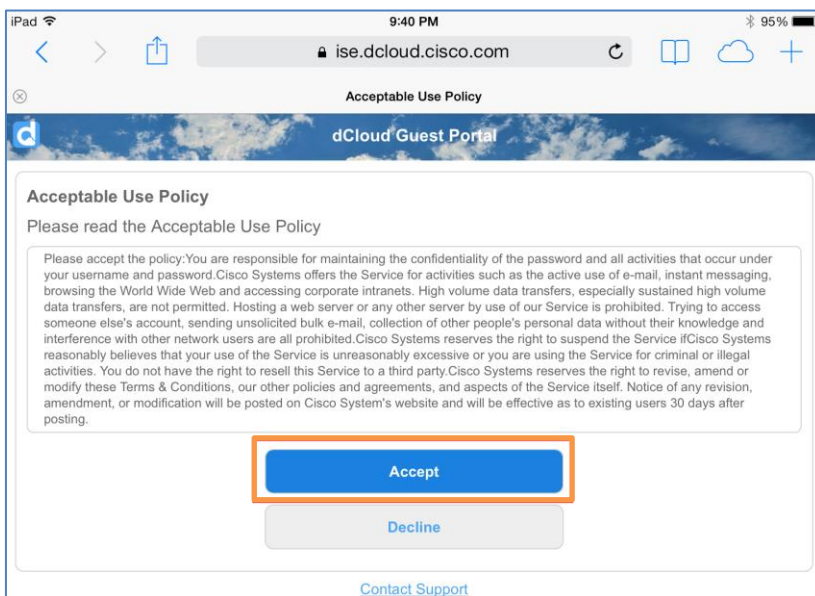 iPad 9:40 PM 95%
ise.dcloud.cisco.com
Acceptable Use Policy
d dCloud Guest Portal
Acceptable Use Policy
Please read the Acceptable Use Policy
Please accept the policy:You are responsible for maintaining the confidentiality of the password and all activities that occur under
your username and password.Cisco Systems offers the Service for activities such as the active use of e-mail, instant messaging,
browsing the World Wide Web and accessing corporate intranets. High volume data transfers, especially sustained high volume
data transfers, are not permitted. Hosting a web server or any other server by use of our Service is prohibited. Trying to access
someone else's account, sending unsolicited bulk e-mail, collection of other people's personal data without their knowledge and
interference with other network users are all prohibited.Cisco Systems reserves the right to suspend the Service ifCisco Systems
reasonably believes that your use of the Service is unreasonably excessive or you are using the Service for criminal or illegal
activities. You do not have the right to resell this Service to a third party.Cisco Systems reserves the right to revise, amend or
modify these Terms & Conditions, our other policies and agreements, and aspects of the Service itself. Notice of any revision,
amendment, or modification will be posted on Cisco System's website and will be effective as to existing users 30 days after
posting.
Accept
Decline
Contact Support